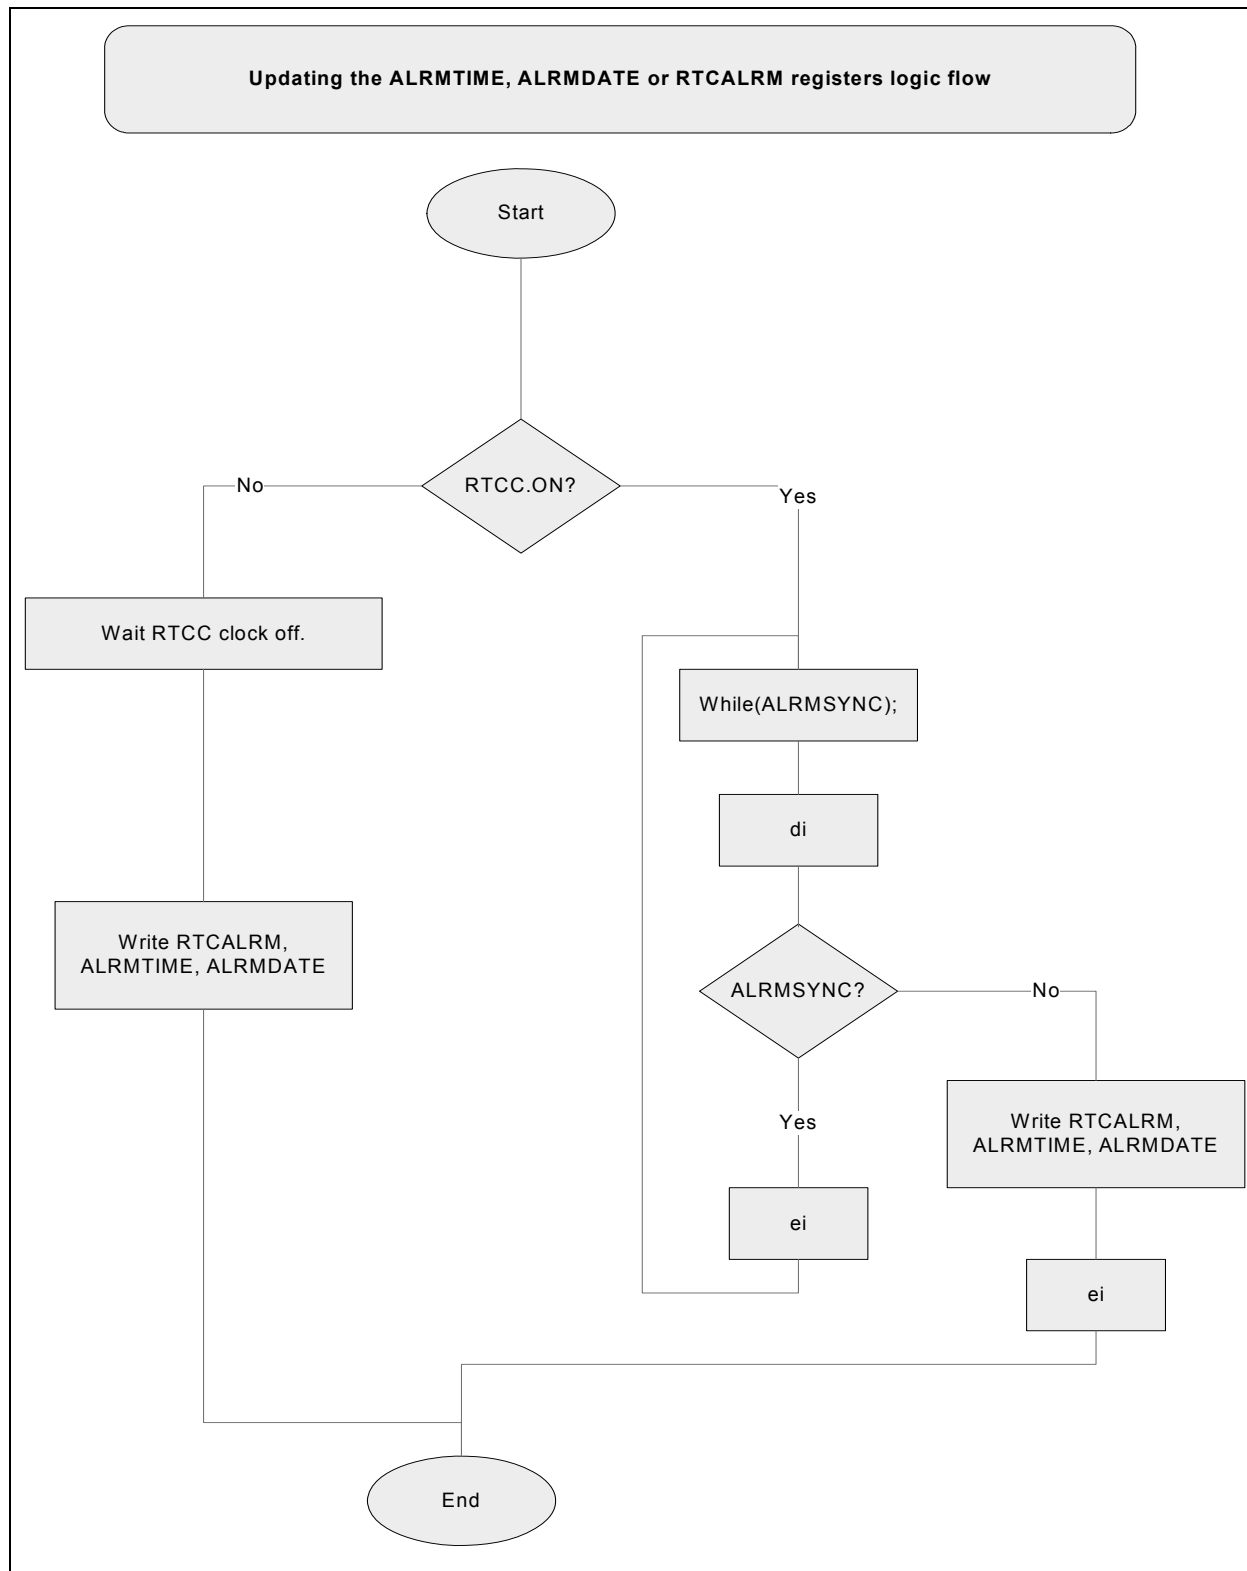 Updating the ALRMTIME, ALRMDATE or RTCALRM registers logic flow
Start
RTCC.ON?
No
Yes
Wait RTCC clock off.
While(ALRMSYNC);
di
Write RTCALRM,
ALRMTIME, ALRMDATE
ALRMSYNC?
No
Yes
Write RTCALRM,
ALRMTIME, ALRMDATE
ei
ei
End